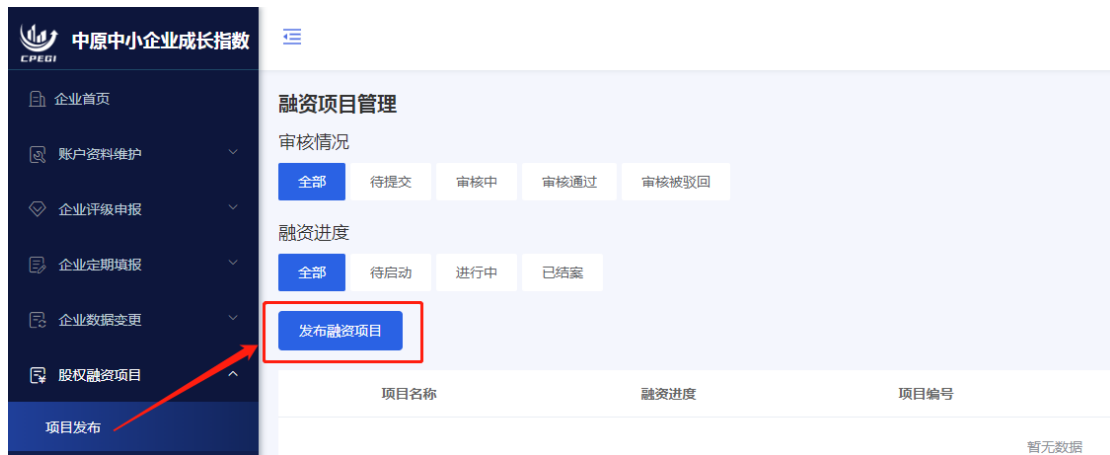 中原中小企业成长指数
CPEGI
企业首页
账户资料维护
企业评级申报
企业定期填报
企业数据变更
股权融资项目
项目发布
融资项目管理
审核情况
全部 待提交 审核中 审核通过 审核被驳回
融资进度
全部 待启动 进行中 已结案
发布融资项目
项目名称 融资进度 项目编号
暂无数据